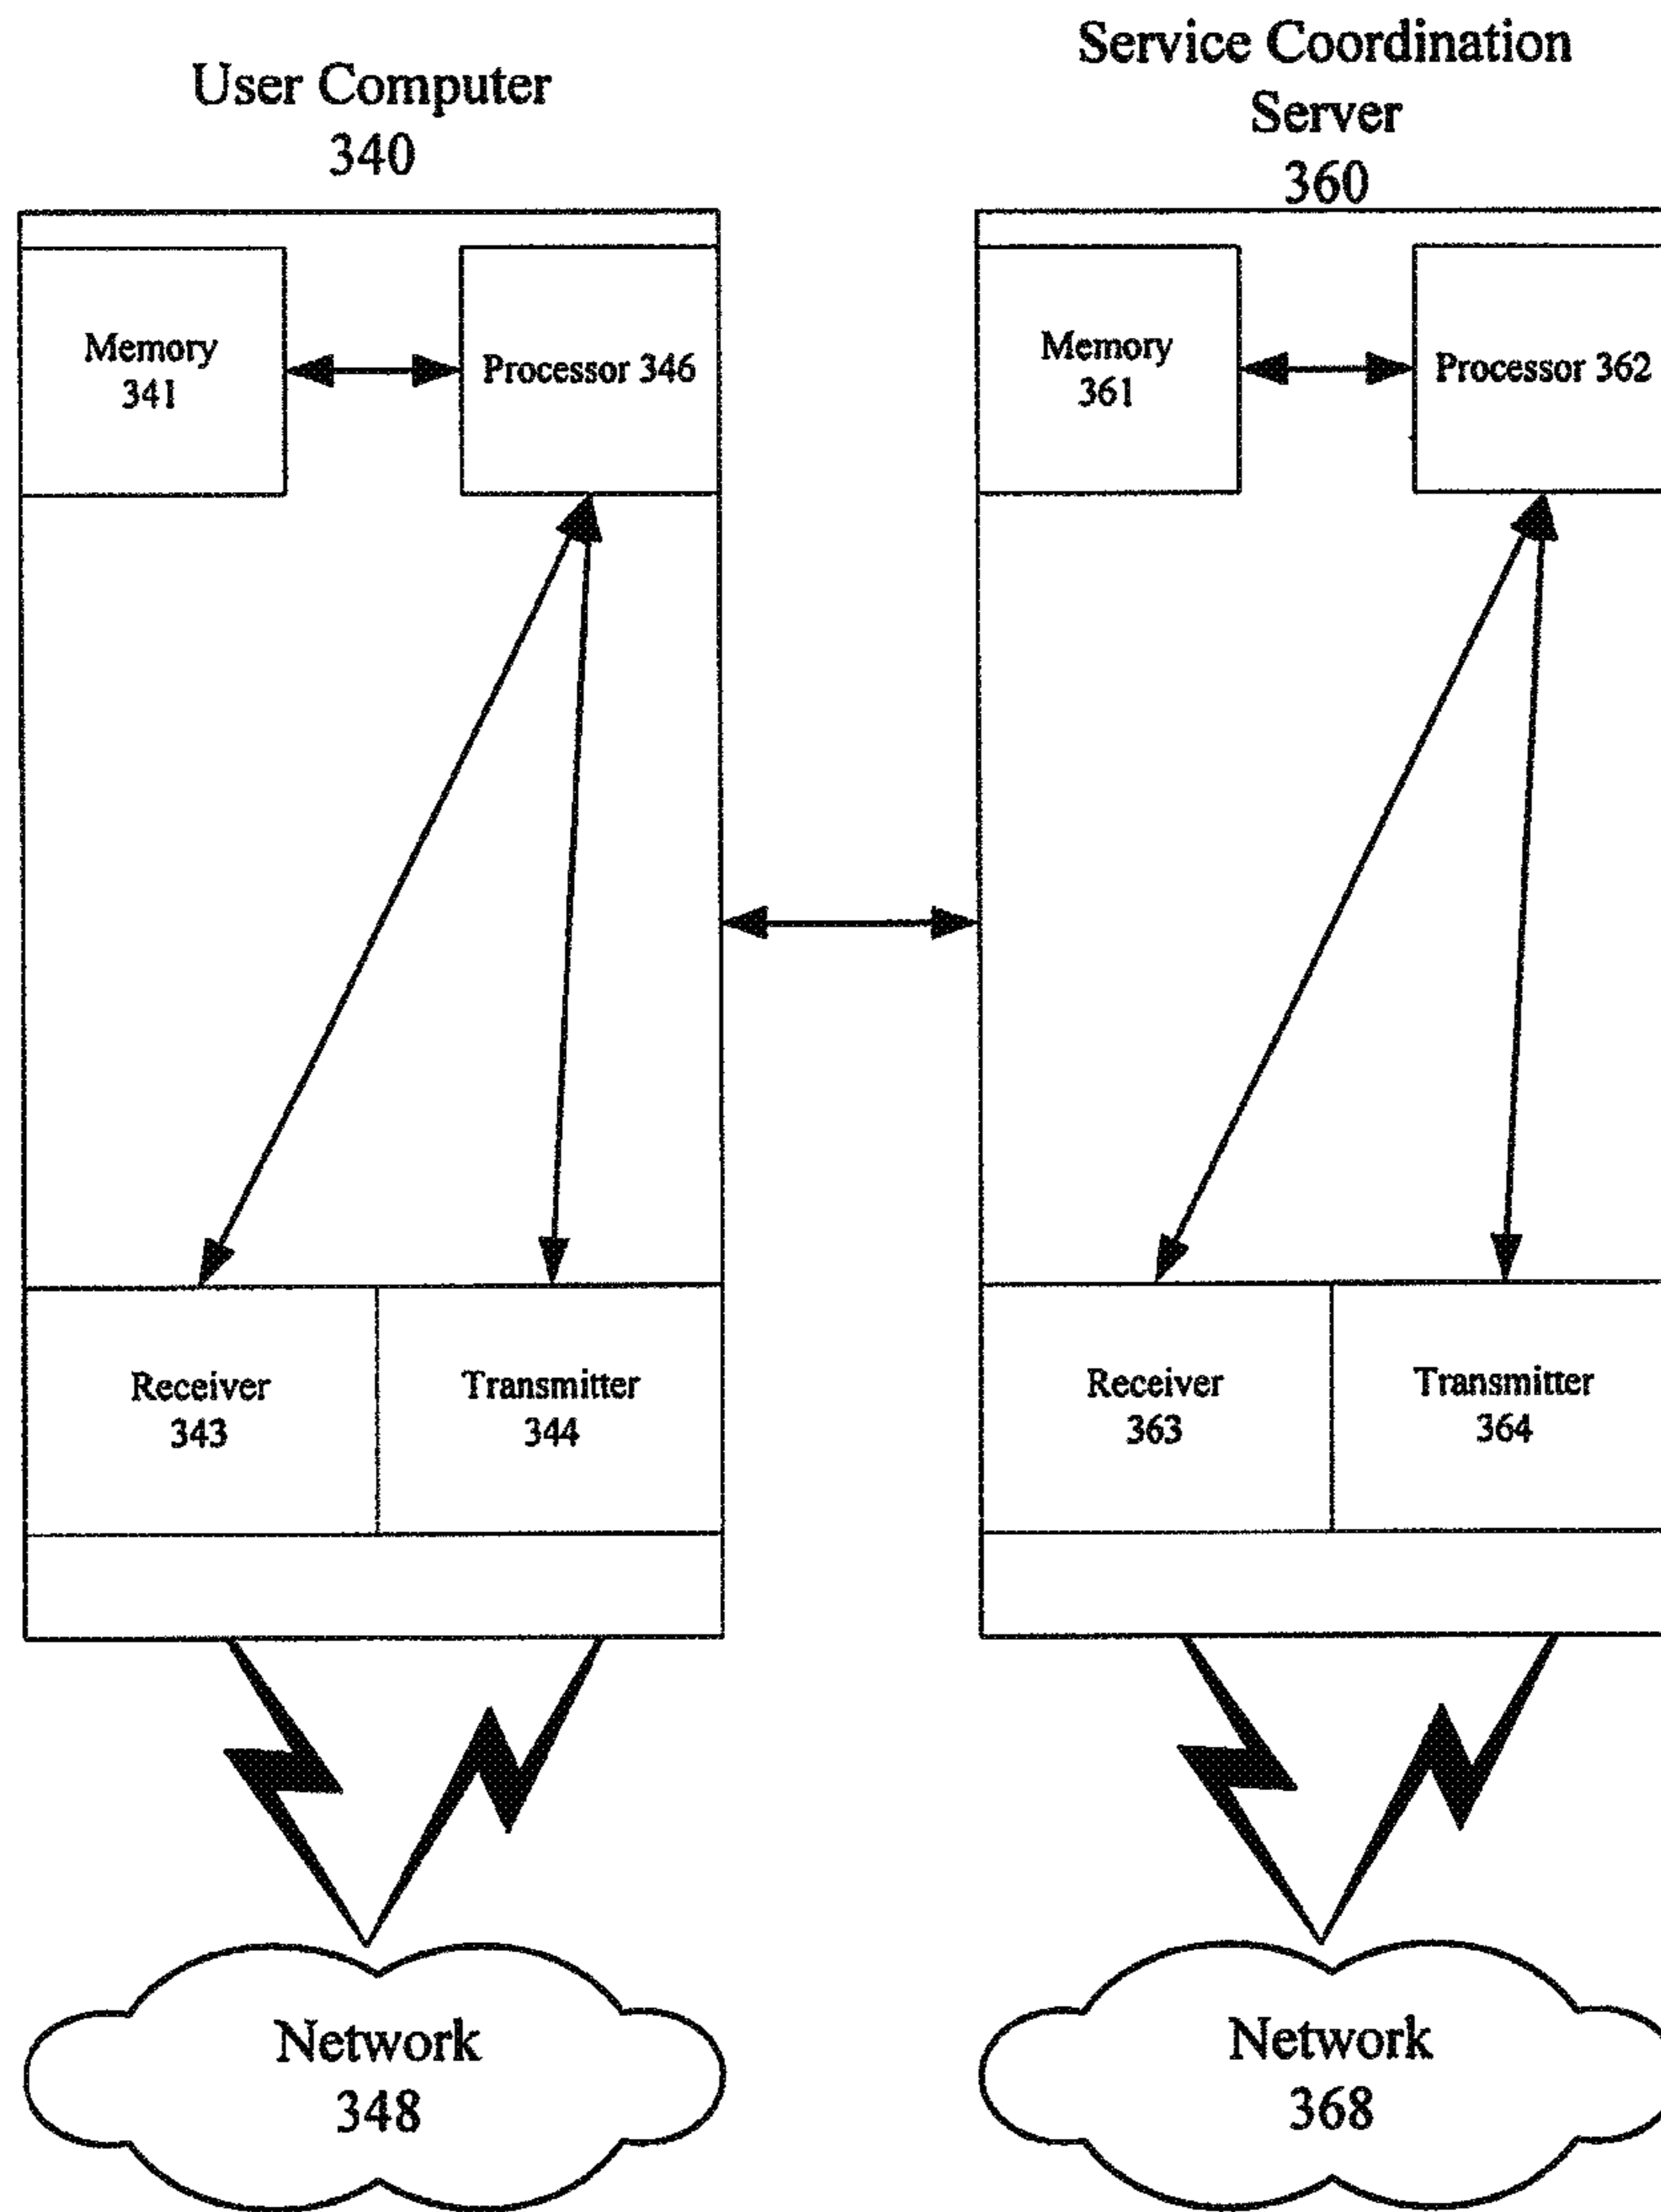 User Computer
340
Service Coordination
Server
360
Memory
341
Processor 346
Memory
361
Processor 362
Receiver
343
Transmitter
344
Receiver
363
Transmitter
364
Network
348
Network
368